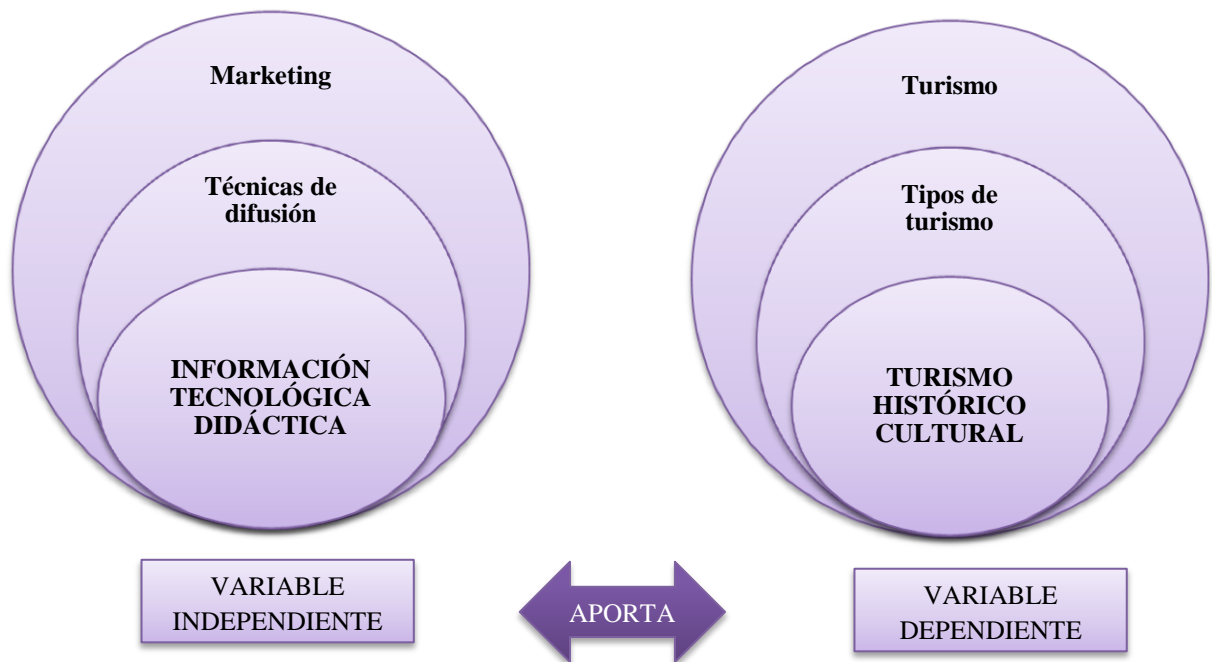 Marketing
Técnicas de
difusión
INFORMACIÓN
TECNOLÓGICA
DIDÁCTICA
VARIABLE
INDEPENDIENTE
APORTA
Turismo
Tipos de
turismo
TURISMO
HISTÓRICO
CULTURAL
VARIABLE
DEPENDIENTE